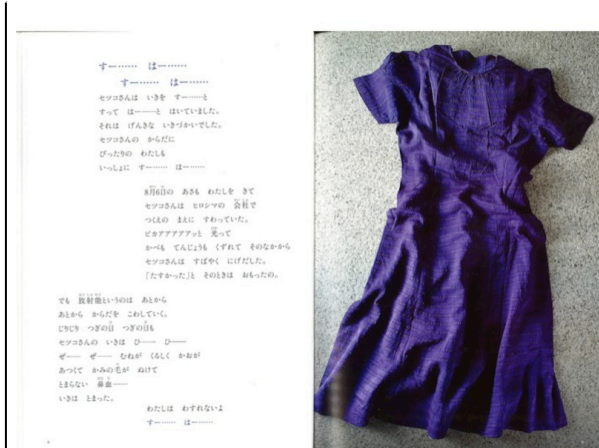 すー…… はー……
すー…… はー……
セツコさんは いきを すー……と
すって はー……と はいていました。
それは げんきな いきづかいでした。
セツコさんの からだに
ぴったりの わたしも
いっしょに すー…… はー……
8月6日の あさも わたしを きて
セツコさんは ヒロシマの 会社で
つくえの まえに すわっていた。
ピカアアアアアッと 光って
かべも てんじょうも くずれて そのなかから
セツコさんは すばやく にげだした。
「たすかった」と そのときは おもったの。
でも 放射能というのは あとから
あとから からだを こわしていく。
じりじり つぎの日 つぎの日も
セツコさんの いきは ひー…… ひー……
ぜー…… ぜー…… むねが くるしく かおが
あつくて かみの毛が ぬけて
とまらない 鼻血……
いきは とまった。
わたしは わすれないよ
すー…… はー……